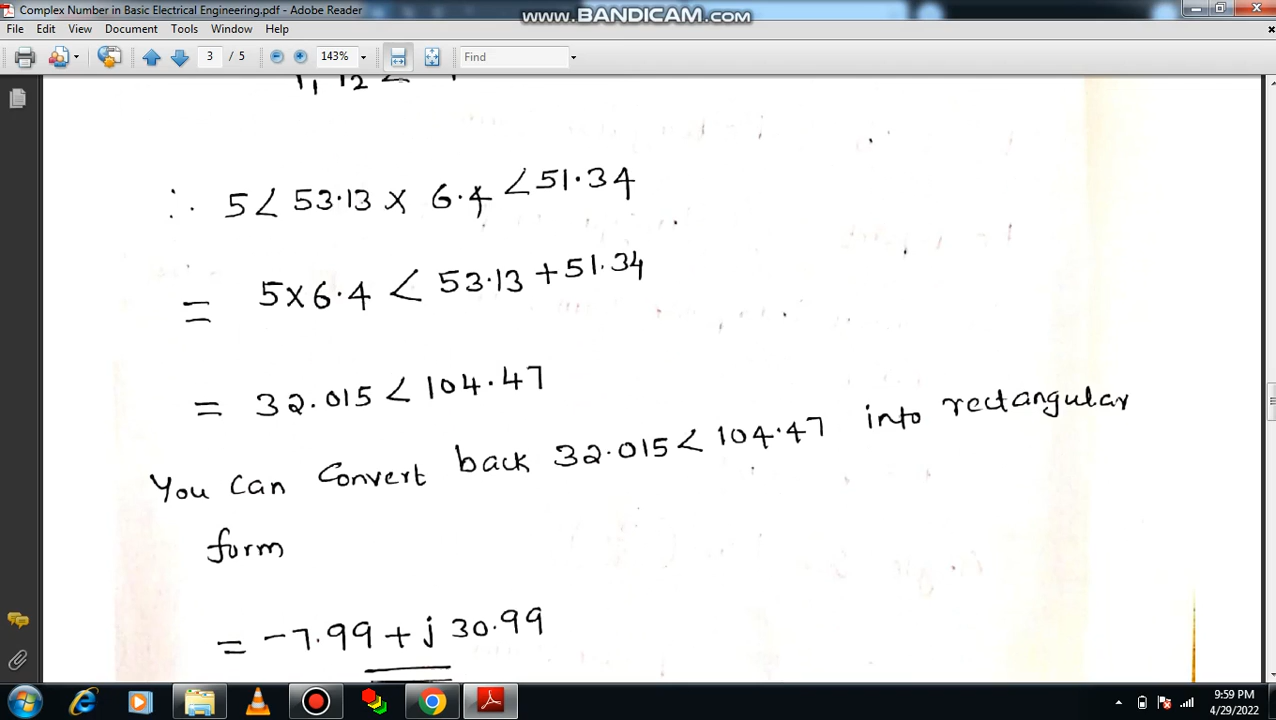 Complex Number in Basic Electrical Engineering.pdf - Adobe Reader
www.BANDICAM.com
File Edit View Document Tools Window Help
3 / 5 143% Find
∴ 5∠53.13 × 6.4∠51.34
= 5×6.4 ∠ 53.13 + 51.34
= 32.015 ∠ 104.47
You can convert back 32.015 ∠ 104.47 into rectangular
form
= -7.99 + j 30.99
9:59 PM
4/29/2022